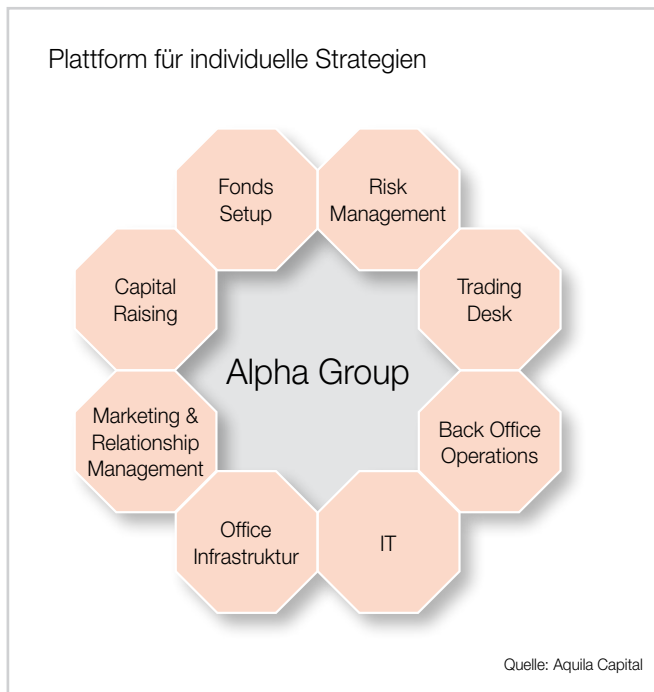 Plattform für individuelle Strategien
Fonds
Setup
Risk
Management
Capital
Raising
Trading
Desk
Alpha Group
Marketing &
Relationship
Management
Back Office
Operations
Office
Infrastruktur
IT
Quelle: Aquila Capital